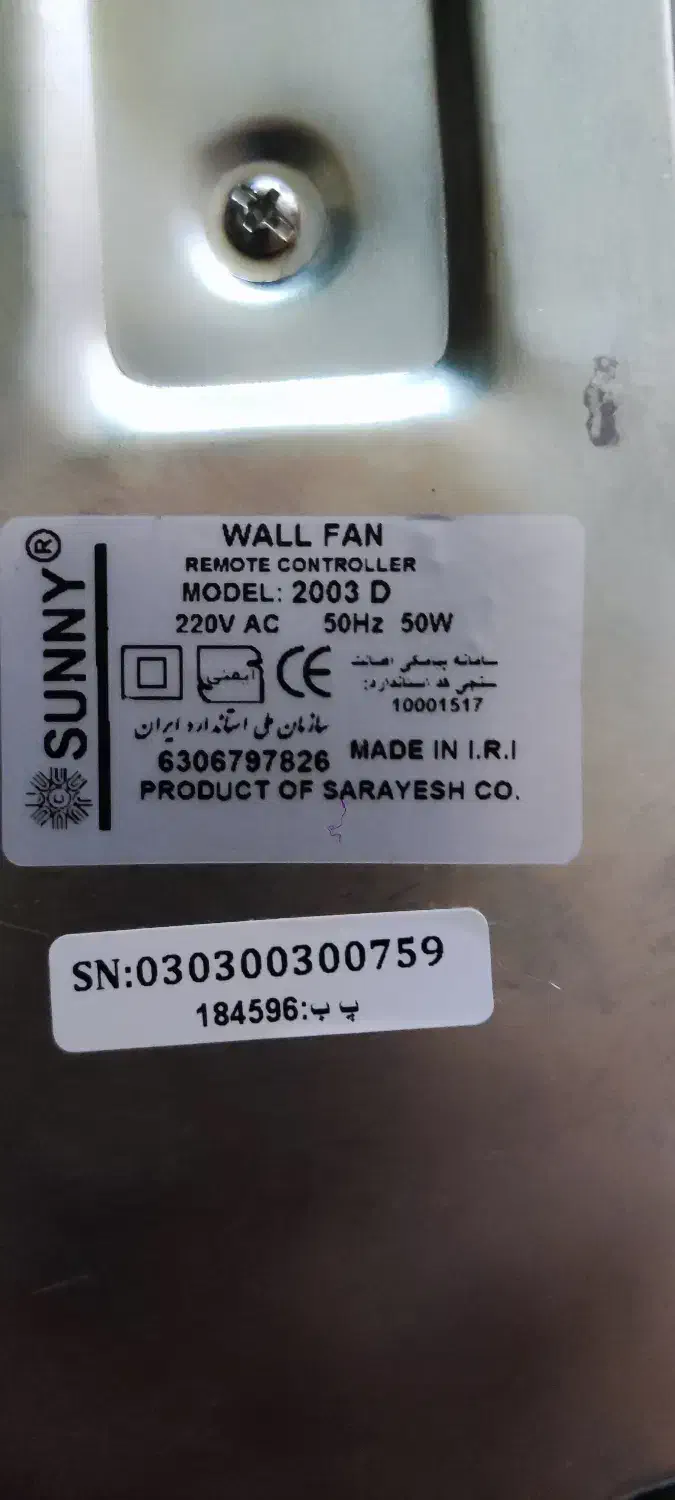 SUNNY®
WALL FAN
REMOTE CONTROLLER
MODEL: 2003 D
220V AC 50Hz 50W
ایمنی
CE
سامانه پیامکی اصالت
سنجی کد استاندارد:
10001517
سازمان ملی استاندارد ایران
6306797826
MADE IN I.R.I
PRODUCT OF SARAYESH CO.
SN:030300300759
پ ب:184596